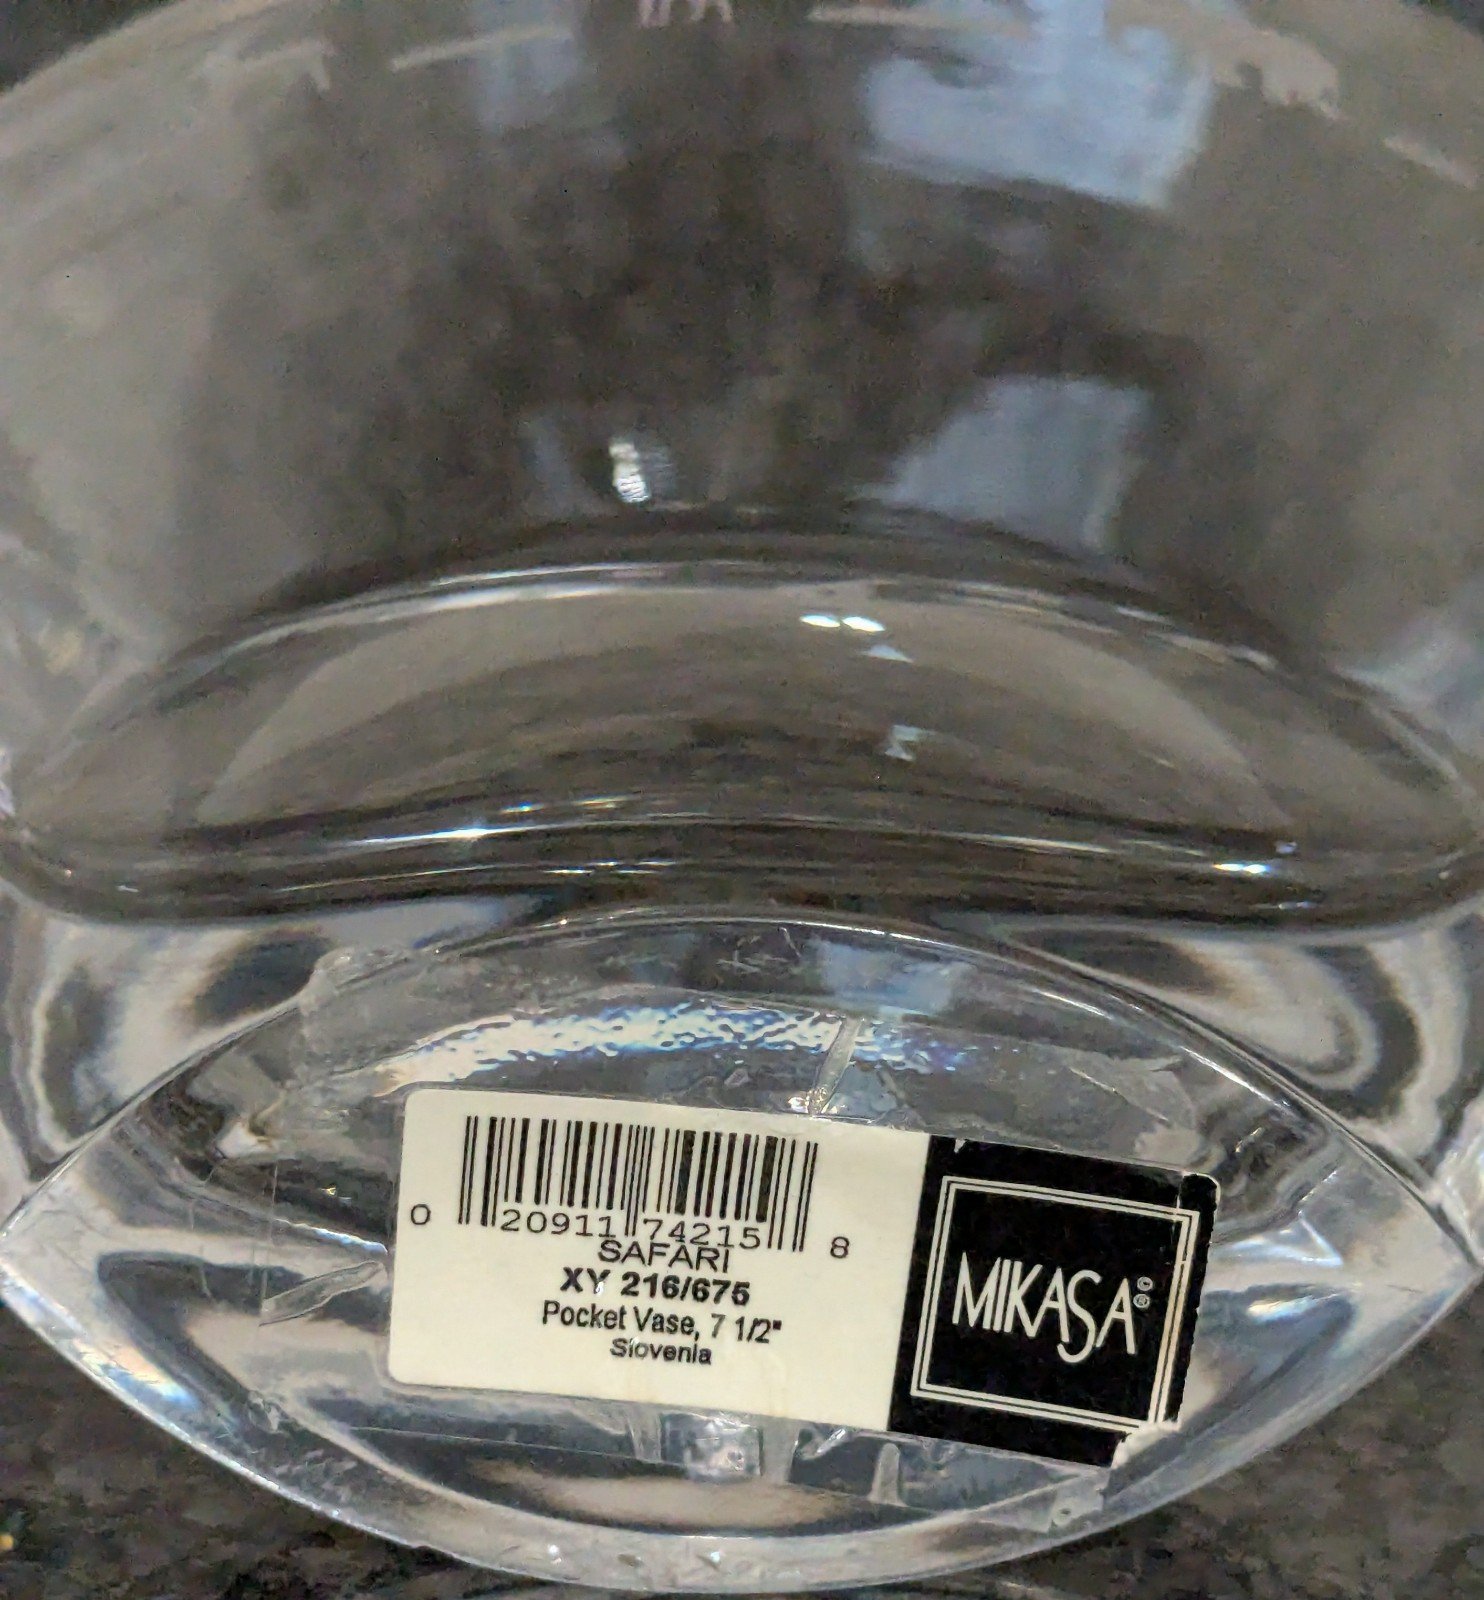 0 20911 74215 8
SAFARI
XY 216/675
Pocket Vase, 7 1/2"
Slovenia
MIKASA©®